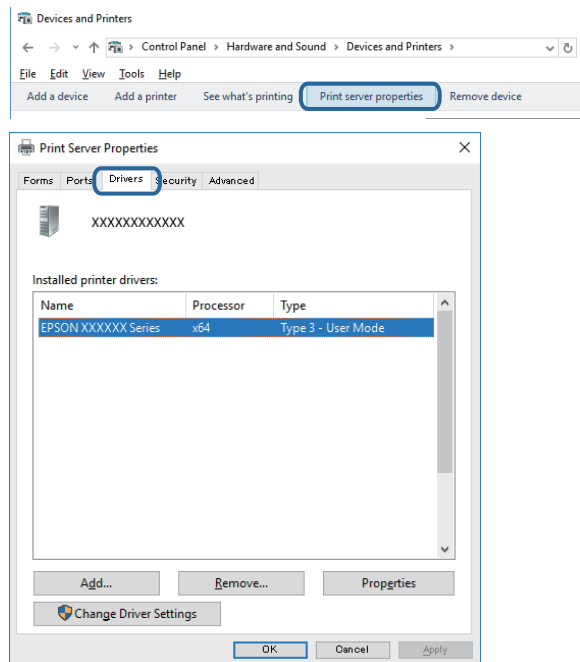 Devices and Printers
Control Panel > Hardware and Sound > Devices and Printers >
File Edit View Tools Help
Add a device Add a printer See what's printing Print server properties Remove device
Print Server Properties
Forms Ports Drivers Security Advanced
XXXXXXXXXXXX
Installed printer drivers:
Name Processor Type
EPSON XXXXXX Series x64 Type 3 - User Mode
Add... Remove... Properties
Change Driver Settings
OK Cancel Apply